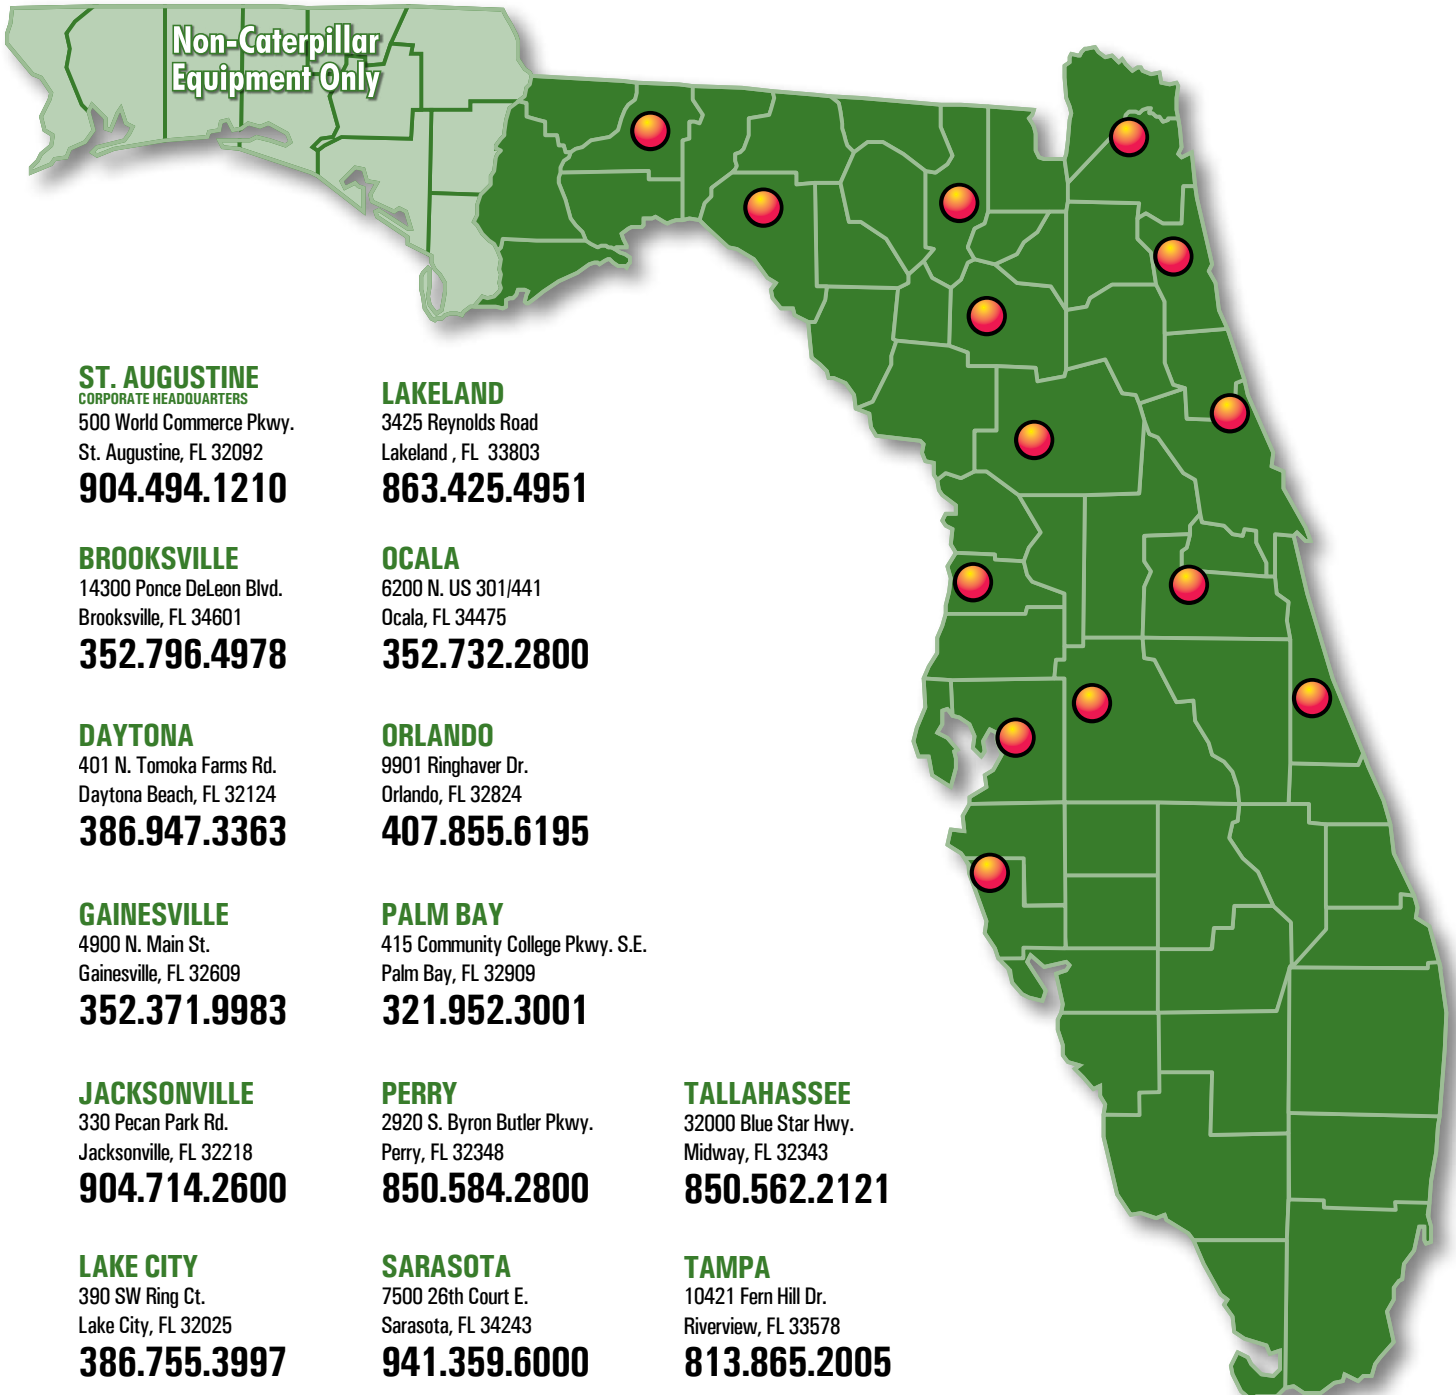 Non-Caterpillar
Equipment Only
ST. AUGUSTINE
CORPORATE HEADQUARTERS
500 World Commerce Pkwy.
St. Augustine, FL 32092
904.494.1210
LAKELAND
3425 Reynolds Road
Lakeland , FL  33803
863.425.4951
BROOKSVILLE
14300 Ponce DeLeon Blvd.
Brooksville, FL 34601
352.796.4978
OCALA
6200 N. US 301/441
Ocala, FL 34475
352.732.2800
DAYTONA
401 N. Tomoka Farms Rd.
Daytona Beach, FL 32124
386.947.3363
ORLANDO
9901 Ringhaver Dr.
Orlando, FL 32824
407.855.6195
GAINESVILLE
4900 N. Main St.
Gainesville, FL 32609
352.371.9983
PALM BAY
415 Community College Pkwy. S.E.
Palm Bay, FL 32909
321.952.3001
JACKSONVILLE
330 Pecan Park Rd.
Jacksonville, FL 32218
904.714.2600
PERRY
2920 S. Byron Butler Pkwy.
Perry, FL 32348
850.584.2800
TALLAHASSEE
32000 Blue Star Hwy.
Midway, FL 32343
850.562.2121
LAKE CITY
390 SW Ring Ct.
Lake City, FL 32025
386.755.3997
SARASOTA
7500 26th Court E.
Sarasota, FL 34243
941.359.6000
TAMPA
10421 Fern Hill Dr.
Riverview, FL 33578
813.865.2005